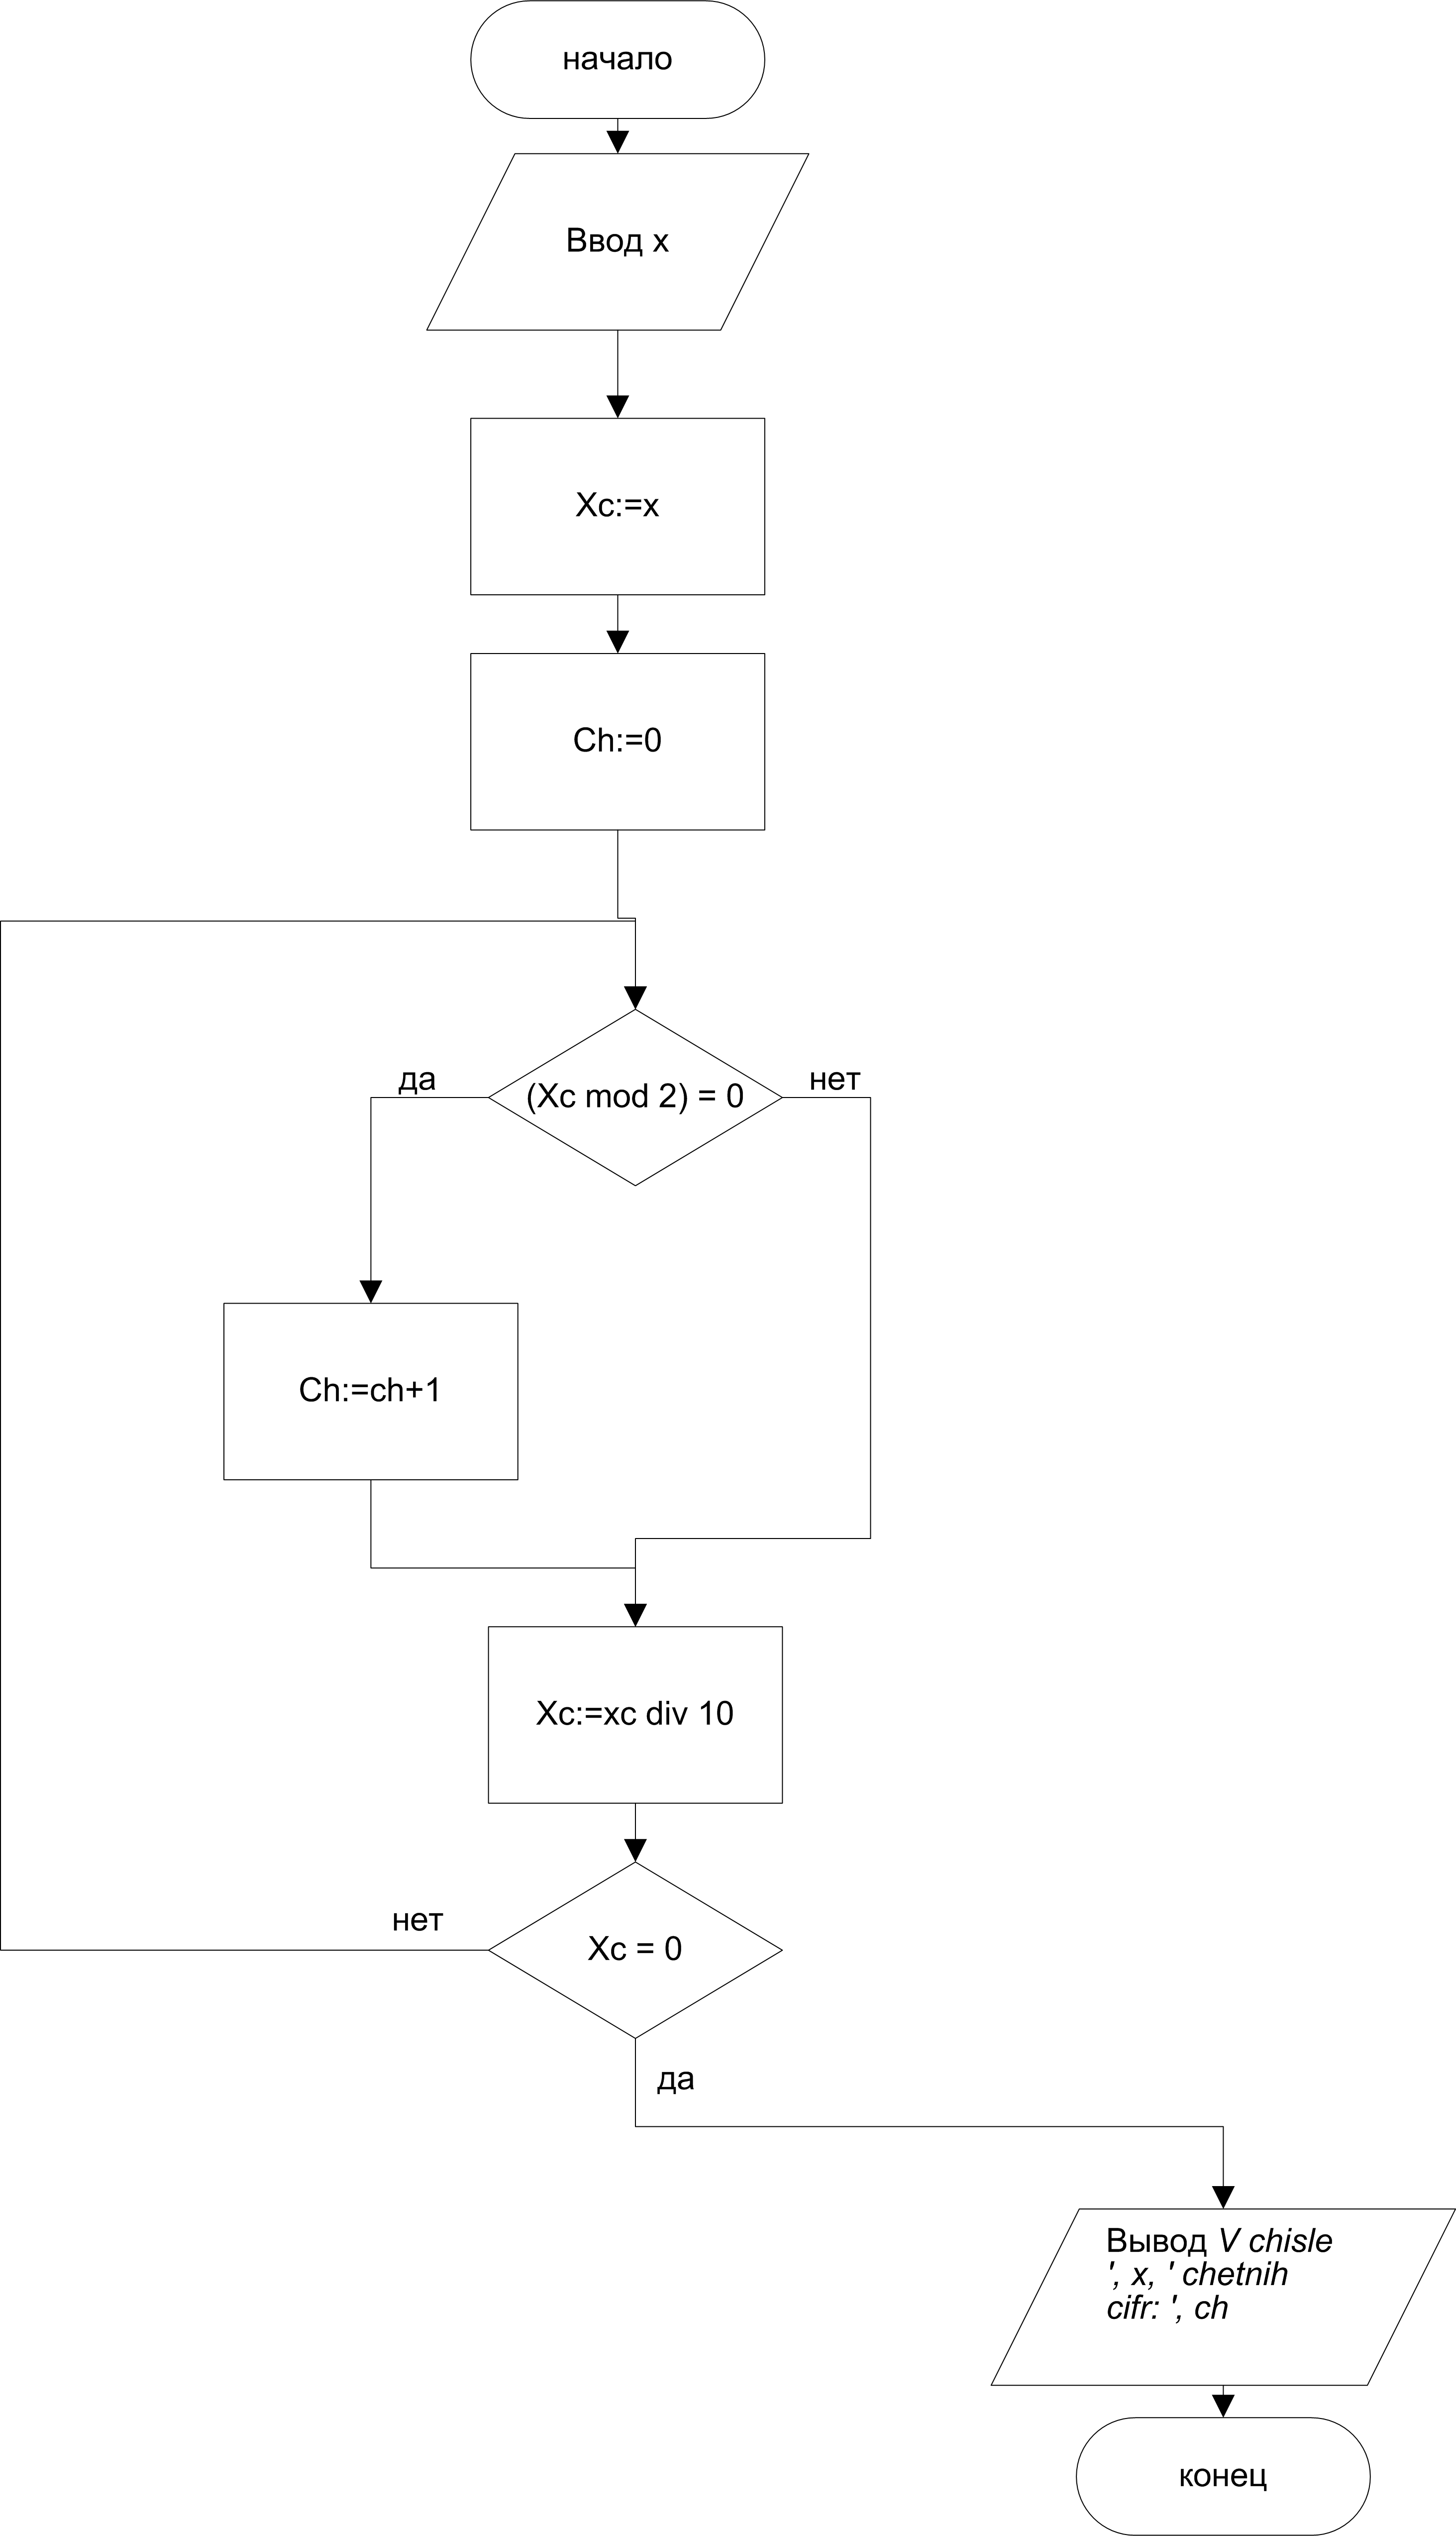 начало
Ввод x
Xc:=x
Ch:=0
да
нет
(Xc mod 2) = 0
Ch:=ch+1
Xc:=xc div 10
нет
Xc = 0
да
Вывод V chisle
', x, ' chetnih
cifr: ', ch
конец